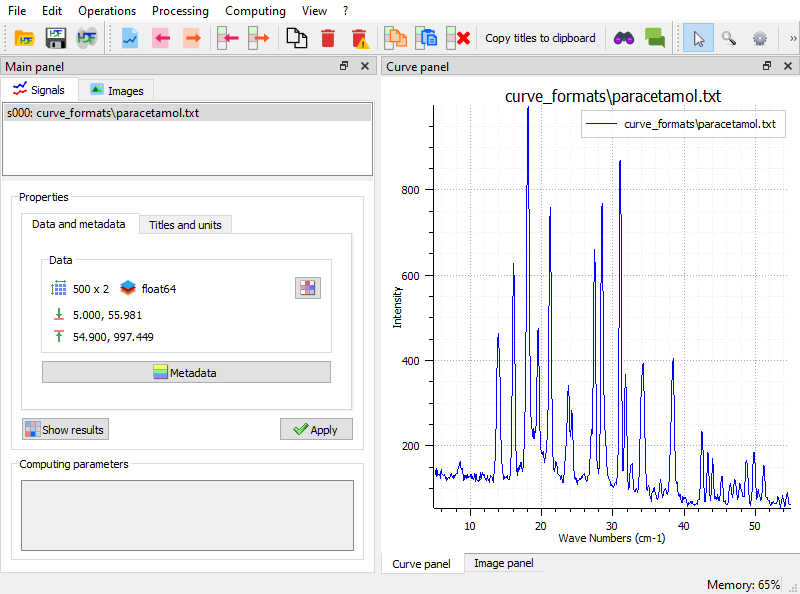 File Edit Operations Processing Computing View ?
HDF HDF HDF Copy titles to clipboard »
Main panel
Signals Images
s000: curve_formats\paracetamol.txt
Properties
Data and metadata Titles and units
Data
500 x 2 float64
5.000, 55.981
54.900, 997.449
Metadata
Show results Apply
Computing parameters
Curve panel
curve_formats\paracetamol.txt
curve_formats\paracetamol.txt
800
600
400
200
Intensity
10 20 30 40 50
Wave Numbers (cm-1)
Curve panel Image panel
Memory: 65%